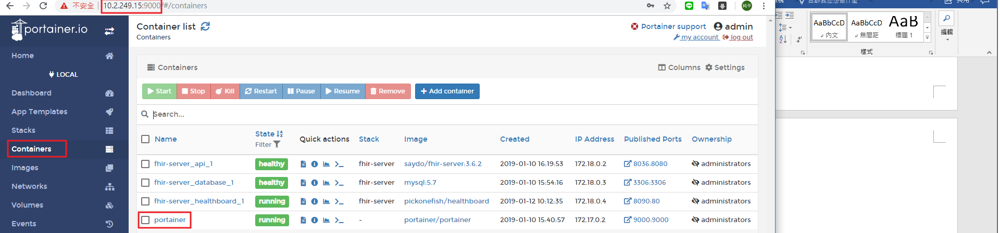 不安全 10.2.249.15:9000/#/containers
portainer.io
Home
LOCAL
Dashboard
App Templates
Stacks
Containers
Images
Networks
Volumes
Events
Container list
Containers
Portainer support admin
my account log out
Containers
Columns Settings
Start Stop Kill Restart Pause Resume Remove Add container
Search...
Name State Filter Quick actions Stack Image Created IP Address Published Ports Ownership
fhir-server_api_1 healthy fhir-server saydo/fhir-server:3.6.2 2019-01-10 16:19:53 172.18.0.2 8036:8080 administrators
fhir-server_database_1 healthy fhir-server mysql:5.7 2019-01-10 15:54:16 172.18.0.3 3306:3306 administrators
fhir-server_healthboard_1 running fhir-server pickonefish/healthboard 2019-01-12 10:12:35 172.18.0.4 8090:80 administrators
portainer running - portainer/portainer 2019-01-10 15:40:57 172.17.0.2 9000:9000 administrators
AaBbCcD AaBbCcD AaB
內文 無間距 標題 1
樣式
編輯